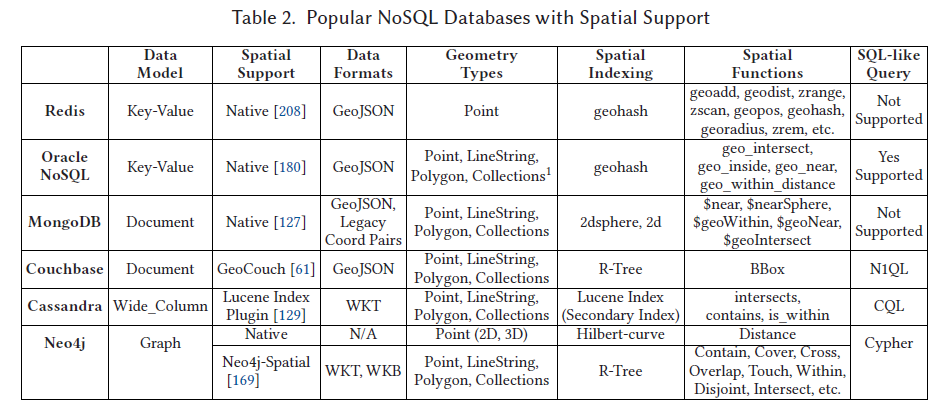 Table 2. Popular NoSQL Databases with Spatial Support
Data Model
Spatial Support
Data Formats
Geometry Types
Spatial Indexing
Spatial Functions
SQL-like Query
Redis
Key-Value
Native [208]
GeoJSON
Point
geohash
geoadd, geodist, zrange,
zscan, geopos, geohash,
georadius, zrem, etc.
Not
Supported
Oracle
NoSQL
Key-Value
Native [180]
GeoJSON
Point, LineString,
Polygon, Collections¹
geohash
geo_intersect,
geo_inside, geo_near,
geo_within_distance
Yes
Supported
MongoDB
Document
Native [127]
GeoJSON,
Legacy
Coord Pairs
Point, LineString,
Polygon, Collections
2dsphere, 2d
$near, $nearSphere,
$geoWithin, $geoNear,
$geoIntersect
Not
Supported
Couchbase
Document
GeoCouch [61]
GeoJSON
Point, LineString,
Polygon, Collections
R-Tree
BBox
N1QL
Cassandra
Wide_Column
Lucene Index
Plugin [129]
WKT
Point, LineString,
Polygon, Collections
Lucene Index
(Secondary Index)
intersects,
contains, is_within
CQL
Neo4j
Graph
Native
N/A
Point (2D, 3D)
Hilbert-curve
Distance
Cypher
Neo4j-Spatial
[169]
WKT, WKB
Point, LineString,
Polygon, Collections
R-Tree
Contain, Cover, Cross,
Overlap, Touch, Within,
Disjoint, Intersect, etc.